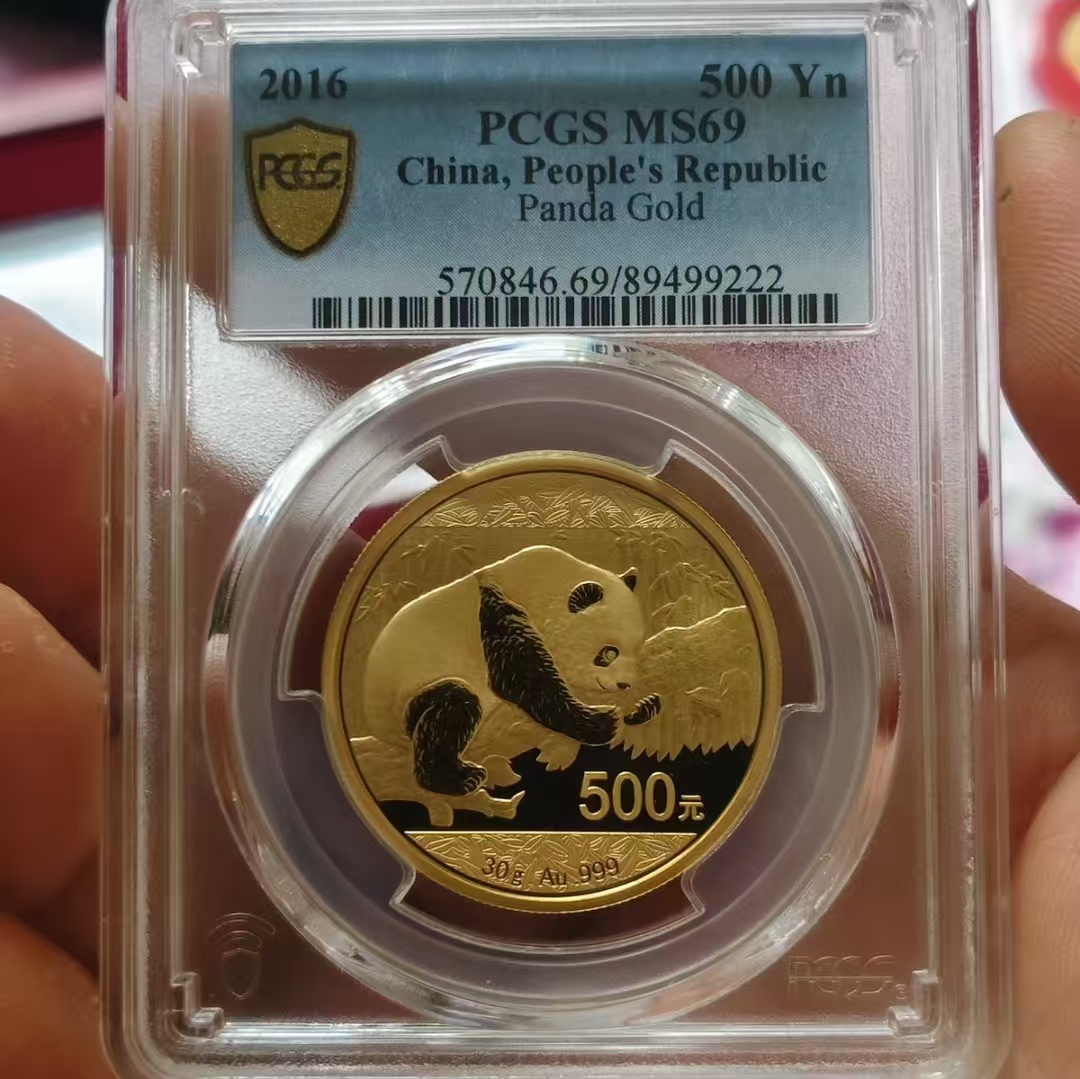 2016 500 Yn
PCGS MS69
PCGS
China, People's Republic
Panda Gold
570846.69/89499222
500元
30g Au 999
PCGS